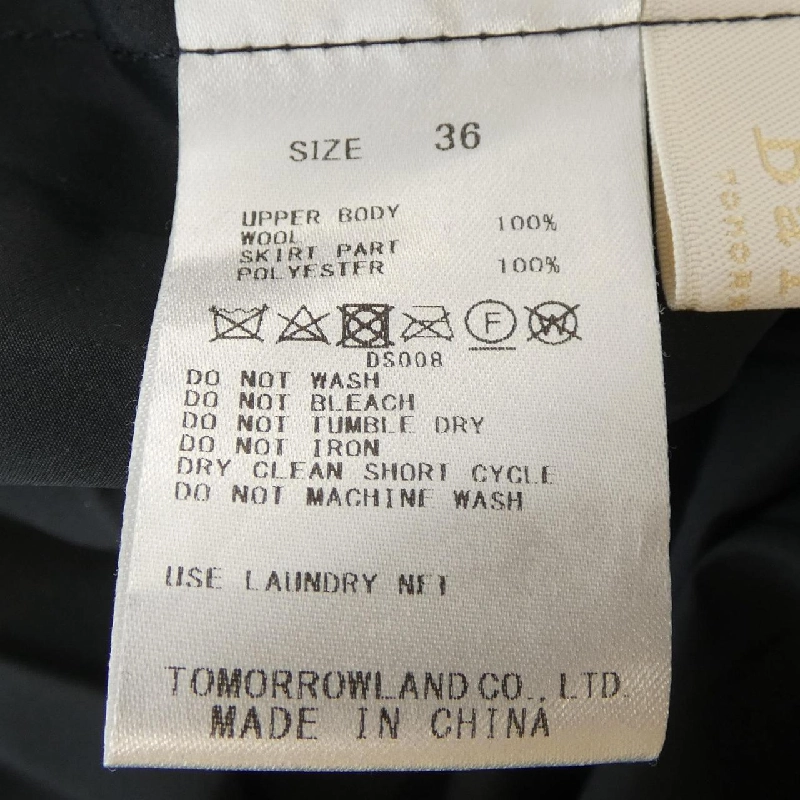 SIZE 36
UPPER BODY
WOOL 100%
SKIRT PART
POLYESTER 100%
F W
DS008
DO NOT WASH
DO NOT BLEACH
DO NOT TUMBLE DRY
DO NOT IRON
DRY CLEAN SHORT CYCLE
DO NOT MACHINE WASH
USE LAUNDRY NET
TOMORROWLAND CO., LTD.
MADE IN CHINA